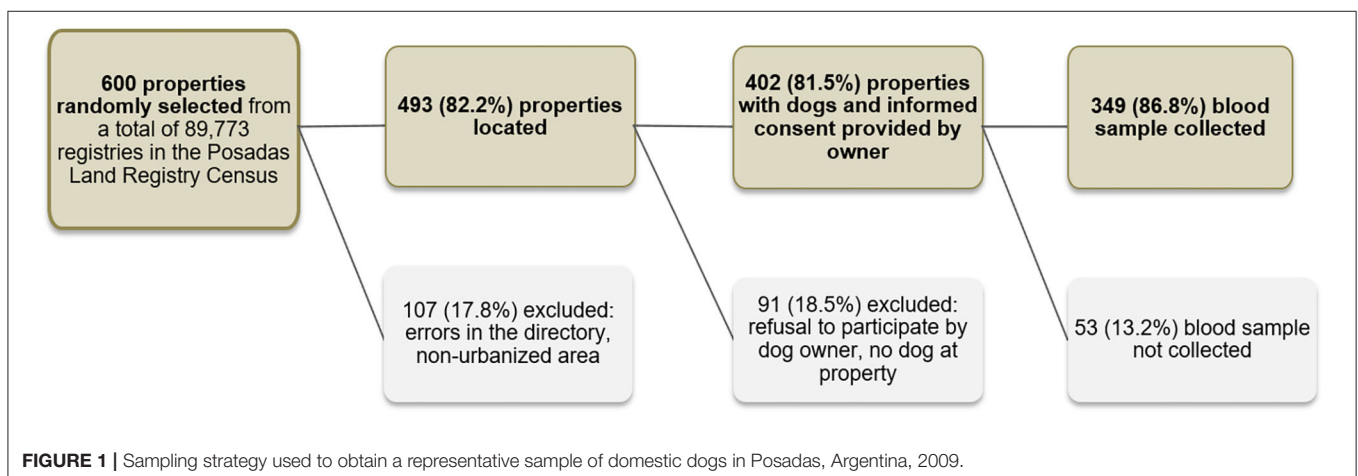 600 properties
randomly selected from
a total of 89,773
registries in the Posadas
Land Registry Census
493 (82.2%) properties
located
402 (81.5%) properties
with dogs and informed
consent provided by
owner
349 (86.8%) blood
sample collected
107 (17.8%) excluded:
errors in the directory,
non-urbanized area
91 (18.5%) excluded:
refusal to participate by
dog owner, no dog at
property
53 (13.2%) blood sample
not collected
FIGURE 1 | Sampling strategy used to obtain a representative sample of domestic dogs in Posadas, Argentina, 2009.